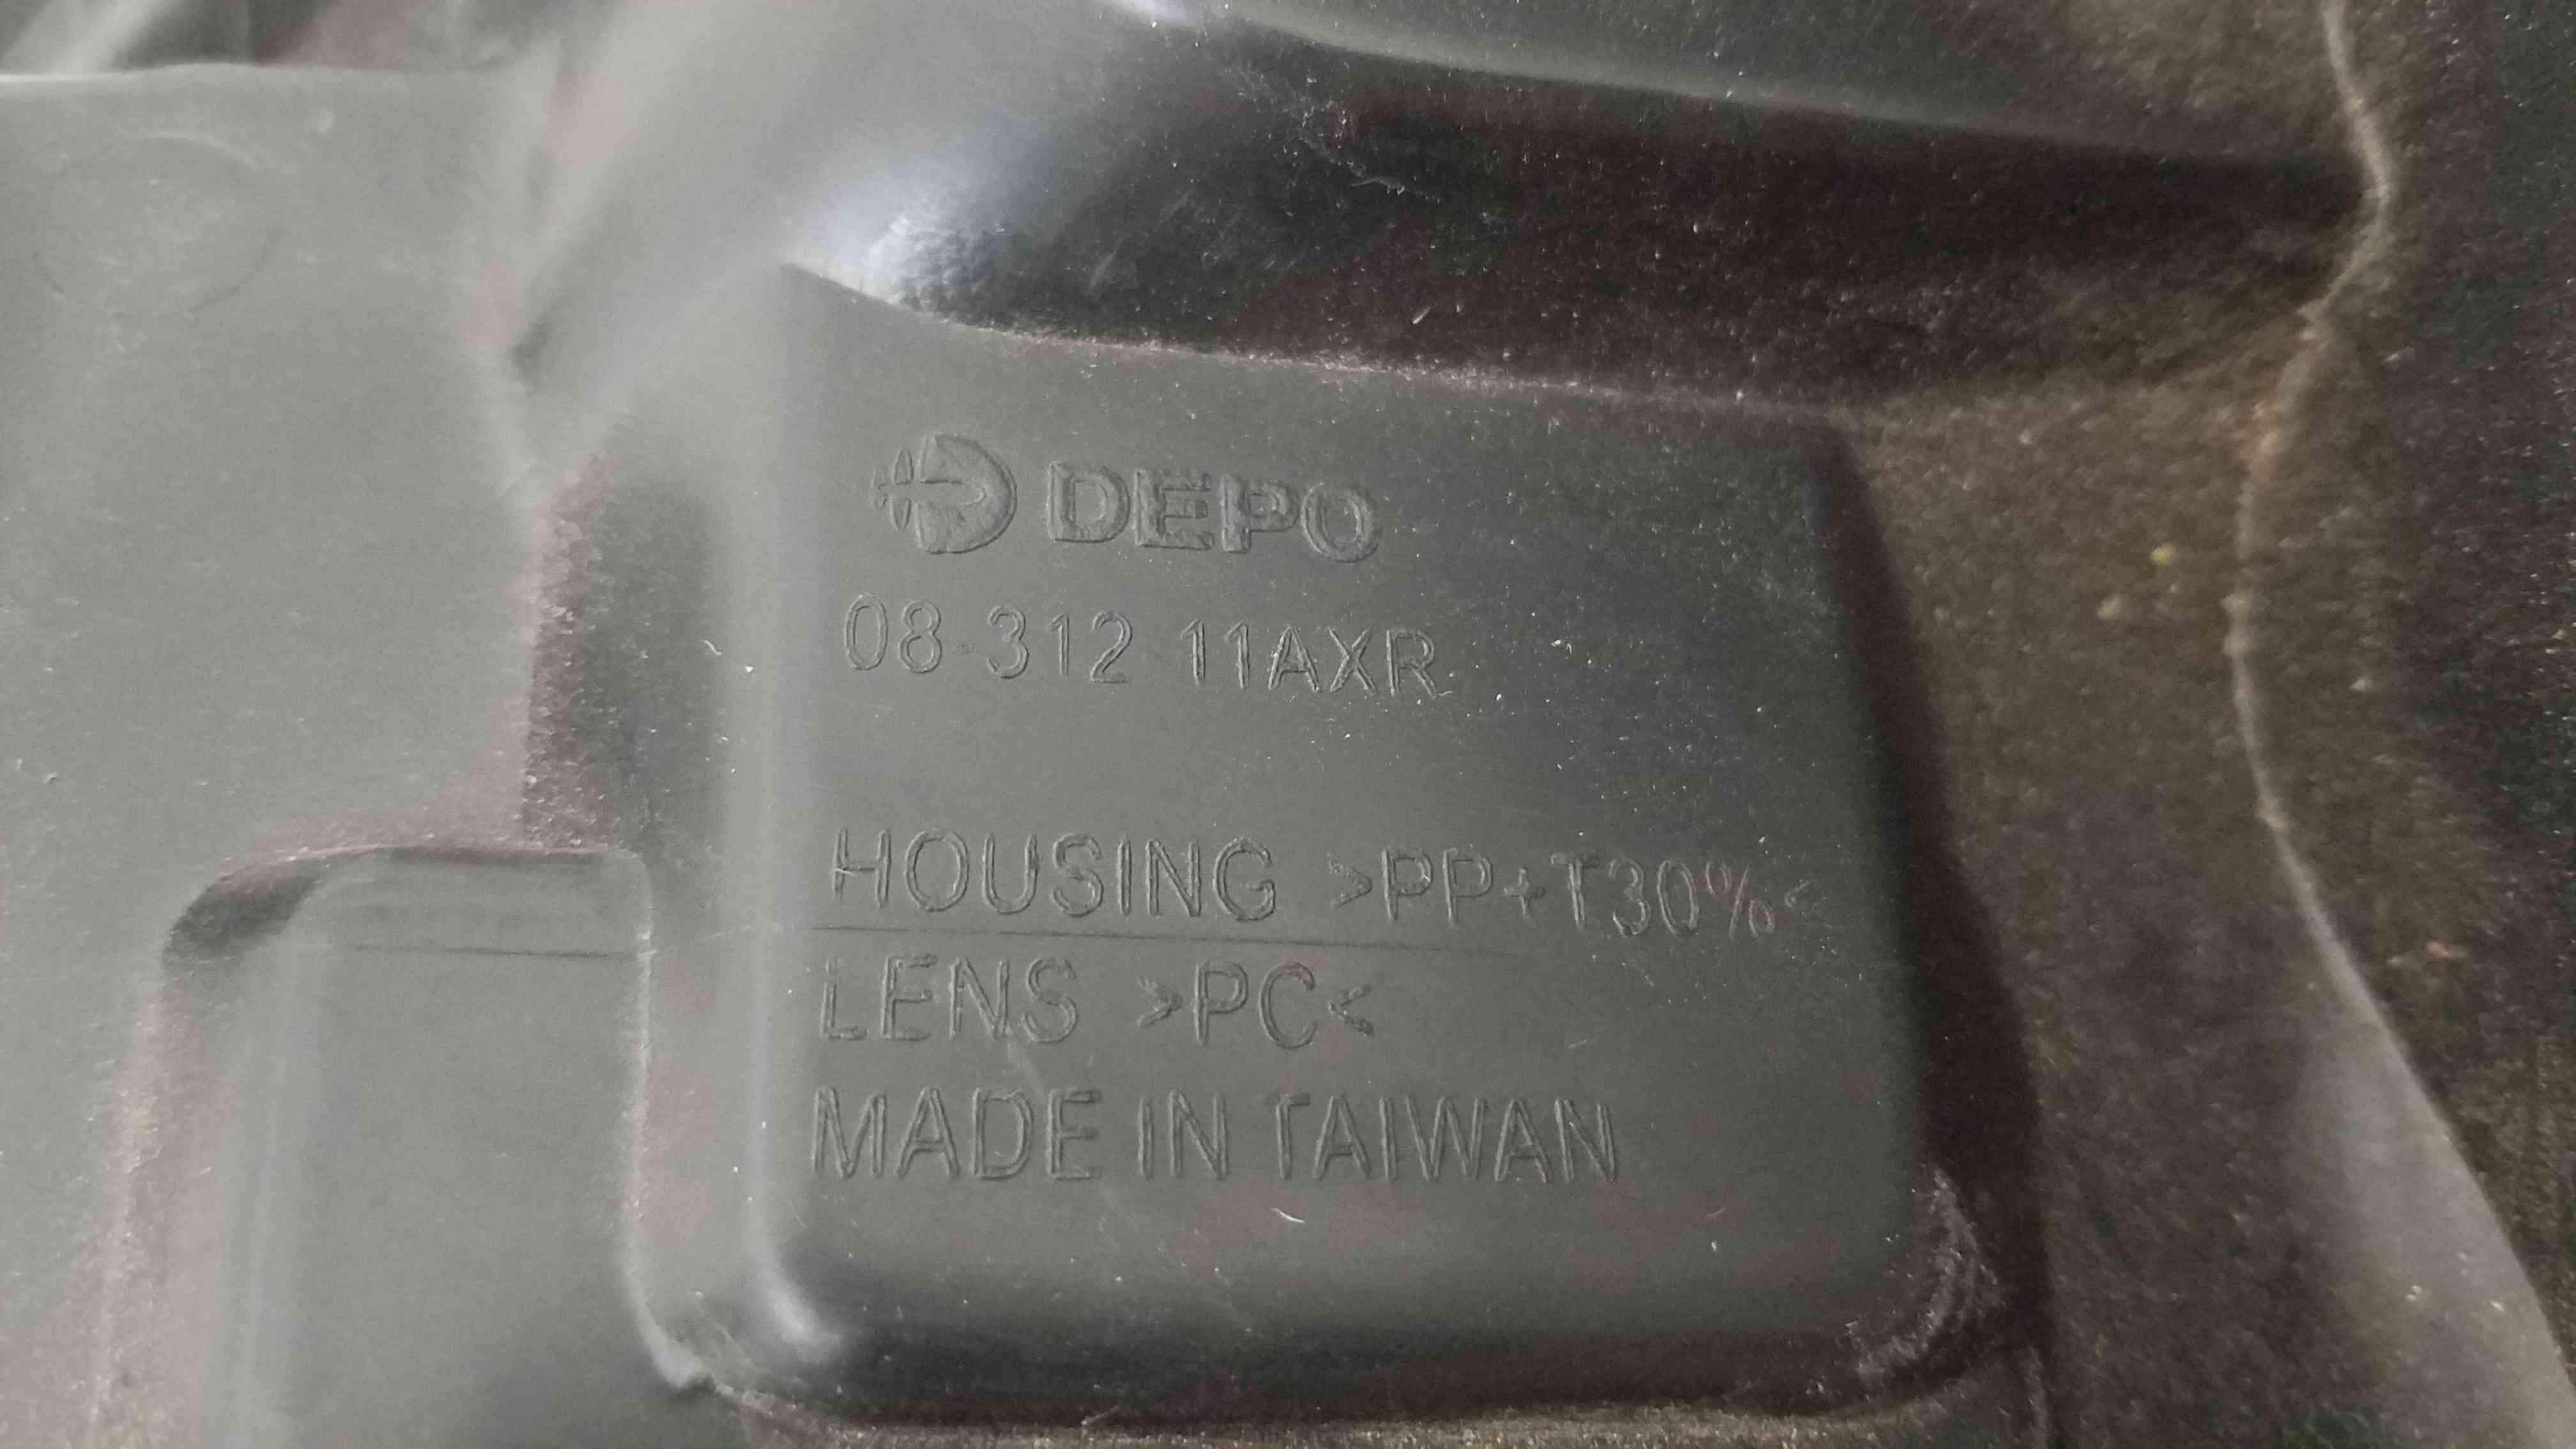 DEPO
08-312 11AXR
HOUSING >PP+T30%<
LENS >PC<
MADE IN TAIWAN